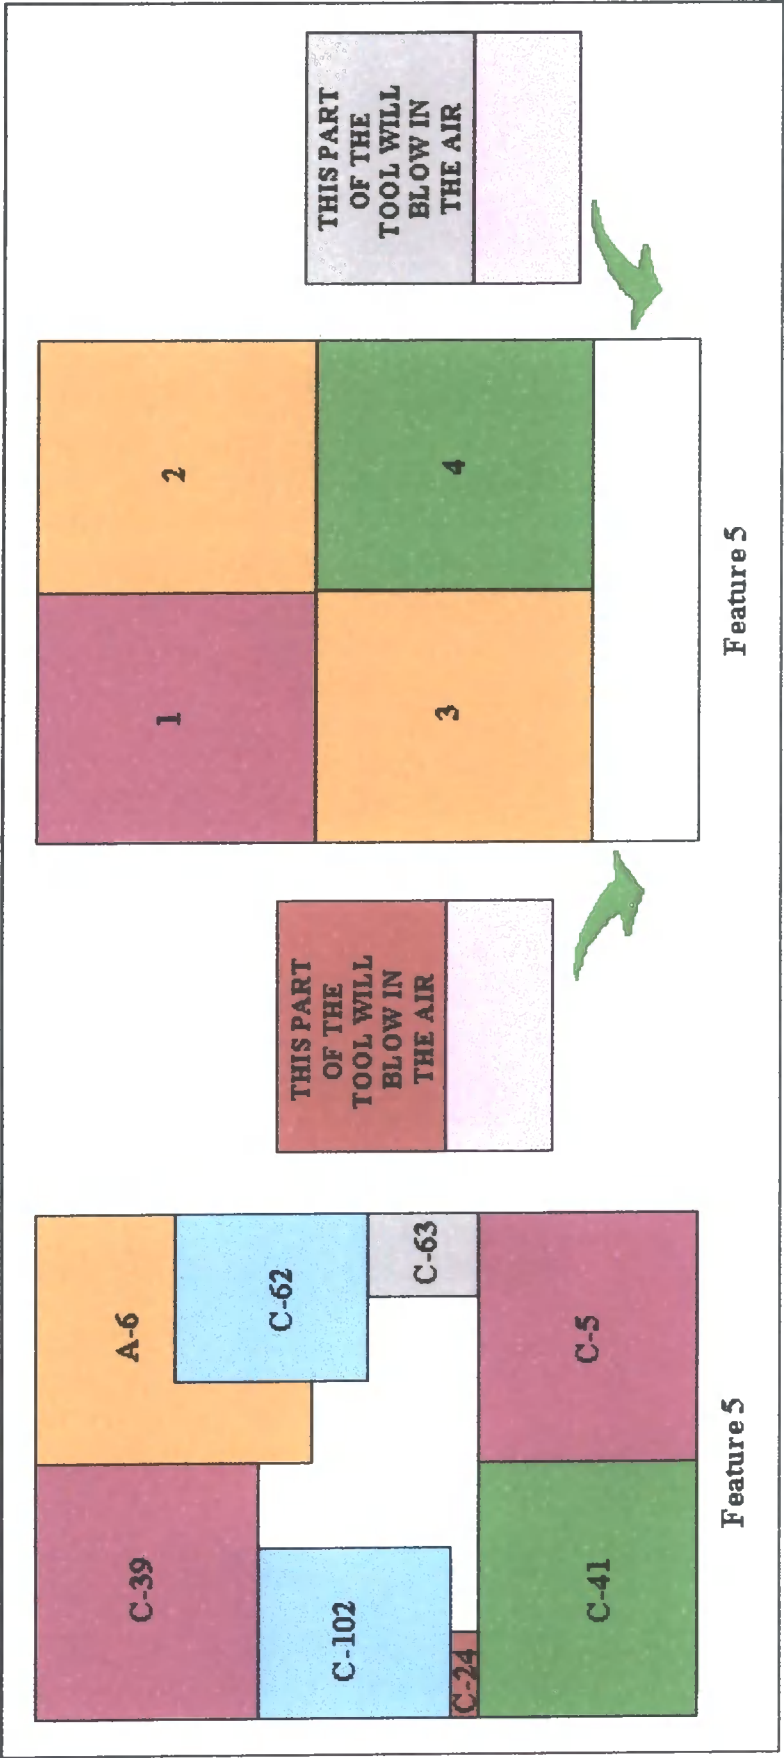 C-39
A-6
C-102
C-62
C-24
C-63
C-41
C-5
Feature 5
THIS PART
OF THE
TOOL WILL
BLOW IN
THE AIR
1
2
3
4
Feature 5
THIS PART
OF THE
TOOL WILL
BLOW IN
THE AIR